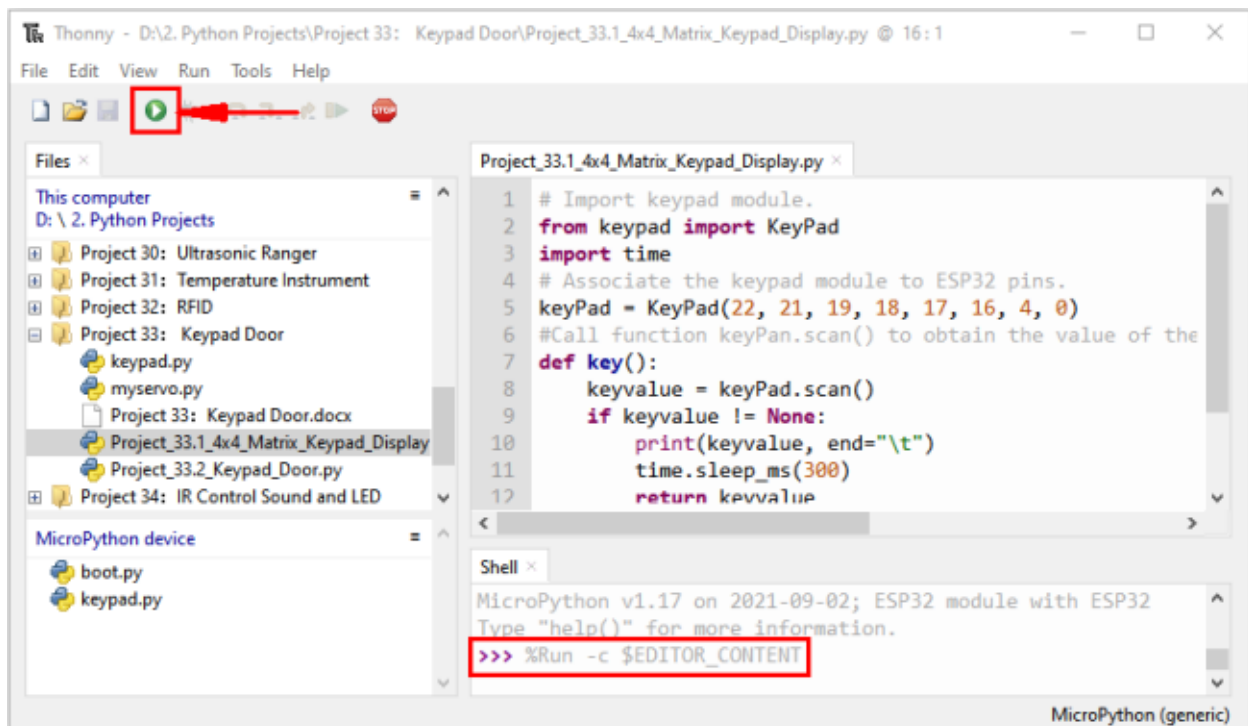 Thonny - D:\2. Python Projects\Project 33: Keypad Door\Project_33.1_4x4_Matrix_Keypad_Display.py @ 16:1
File Edit View Run Tools Help
STOP
Files
This computer
D: \ 2. Python Projects
Project 30: Ultrasonic Ranger
Project 31: Temperature Instrument
Project 32: RFID
Project 33: Keypad Door
keypad.py
myservo.py
Project 33: Keypad Door.docx
Project_33.1_4x4_Matrix_Keypad_Display
Project_33.2_Keypad_Door.py
Project 34: IR Control Sound and LED
MicroPython device
boot.py
keypad.py
Project_33.1_4x4_Matrix_Keypad_Display.py
1 # Import keypad module.
2 from keypad import KeyPad
3 import time
4 # Associate the keypad module to ESP32 pins.
5 keyPad = KeyPad(22, 21, 19, 18, 17, 16, 4, 0)
6 #Call function keyPan.scan() to obtain the value of the
7 def key():
8     keyvalue = keyPad.scan()
9     if keyvalue != None:
10         print(keyvalue, end="\t")
11         time.sleep_ms(300)
12         return keyvalue
Shell
MicroPython v1.17 on 2021-09-02; ESP32 module with ESP32
Type "help()" for more information.
>>> %Run -c $EDITOR_CONTENT
MicroPython (generic)